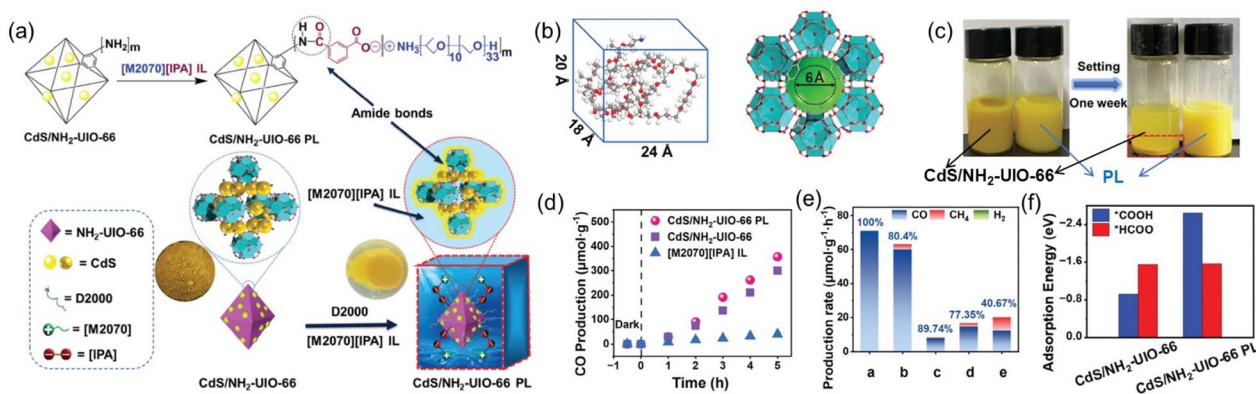 (a)
[NH₂]m
[M2070][IPA] IL
CdS/NH₂-UIO-66
H
N
O
O
O⊖
⊕
NH₃
O
10
O
H
33
m
CdS/NH₂-UIO-66 PL
Amide bonds
[M2070][IPA] IL
= NH₂-UIO-66
= CdS
= D2000
= [M2070]
= [IPA]
D2000
[M2070][IPA] IL
CdS/NH₂-UIO-66
CdS/NH₂-UIO-66 PL
(b)
20 Å
18 Å
24 Å
6Å
(c)
Setting
One week
CdS/NH₂-UIO-66
PL
(d)
CO Production (μmol·g⁻¹)
500
400
300
200
100
0
Dark
CdS/NH₂-UIO-66 PL
CdS/NH₂-UIO-66
[M2070][IPA] IL
-1 0 1 2 3 4 5
Time (h)
(e)
Production rate (μmol·g⁻¹·h⁻¹)
90
80
70
60
50
40
30
20
10
0
CO CH₄ H₂
100%
80.4%
89.74%
77.35%
40.67%
a b c d e
(f)
Adsorption Energy (eV)
-2.4
-1.6
-0.8
0.0
*COOH
*HCOO
CdS/NH₂-UIO-66
CdS/NH₂-UIO-66 PL